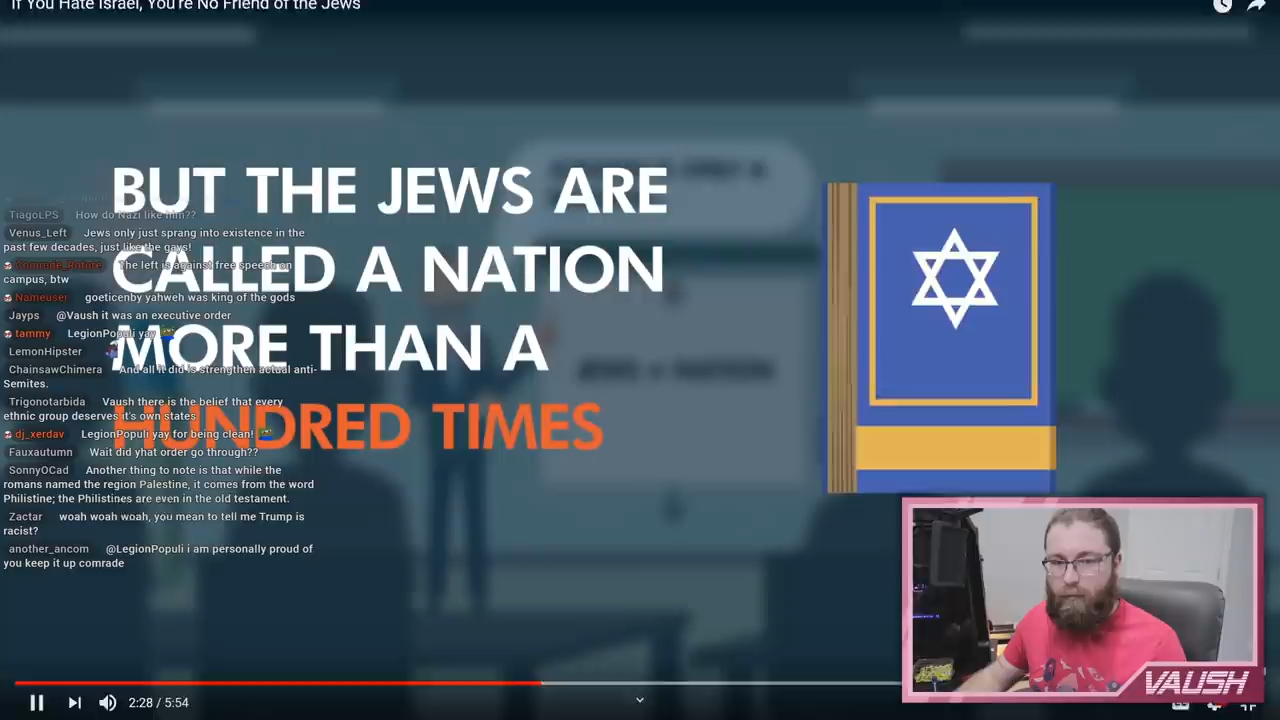 If You Hate Israel, You're No Friend of the Jews
BUT THE JEWS ARE
CALLED A NATION
MORE THAN A
HUNDRED TIMES
TiagoLPS How do Nazi like him??
Venus_Left Jews only just sprang into existence in the
past few decades, just like the gays!
The left is against free speech on
campus, btw
Nameuser goeticenby yahweh was king of the gods
Jayps @Vaush it was an executive order
tammy LegionPopuli yay
LemonHipster
ChainsawChimera And all it did is strengthen actual anti-
Semites.
Trigonotarbida Vaush there is the belief that every
ethnic group deserves it's own states
dj_xerdav LegionPopuli yay for being clean!
Fauxautumn Wait did yhat order go through??
SonnyOCad Another thing to note is that while the
romans named the region Palestine, it comes from the word
Philistine; the Philistines are even in the old testament.
Zactar woah woah woah, you mean to tell me Trump is
racist?
another_ancom @LegionPopuli i am personally proud of
you keep it up comrade
JEWS = NATION
2:28 / 5:54
VAUSH